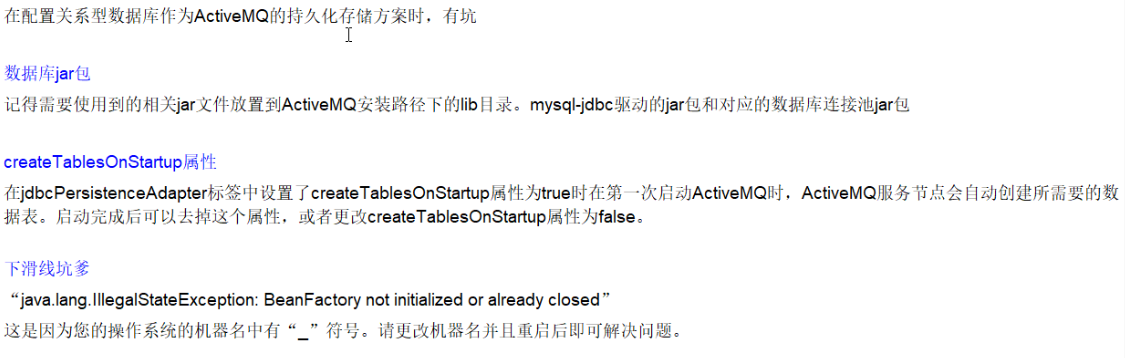 在配置关系型数据库作为ActiveMQ的持久化存储方案时，有坑
数据库jar包
记得需要使用到的相关jar文件放置到ActiveMQ安装路径下的lib目录。mysql-jdbc驱动的jar包和对应的数据库连接池jar包
createTablesOnStartup属性
在jdbcPersistenceAdapter标签中设置了createTablesOnStartup属性为true时在第一次启动ActiveMQ时，ActiveMQ服务节点会自动创建所需要的数
据表。启动完成后可以去掉这个属性，或者更改createTablesOnStartup属性为false。
下滑线坑爹
“java.lang.IllegalStateException: BeanFactory not initialized or already closed”
这是因为您的操作系统的机器名中有“_”符号。请更改机器名并且重启后即可解决问题。